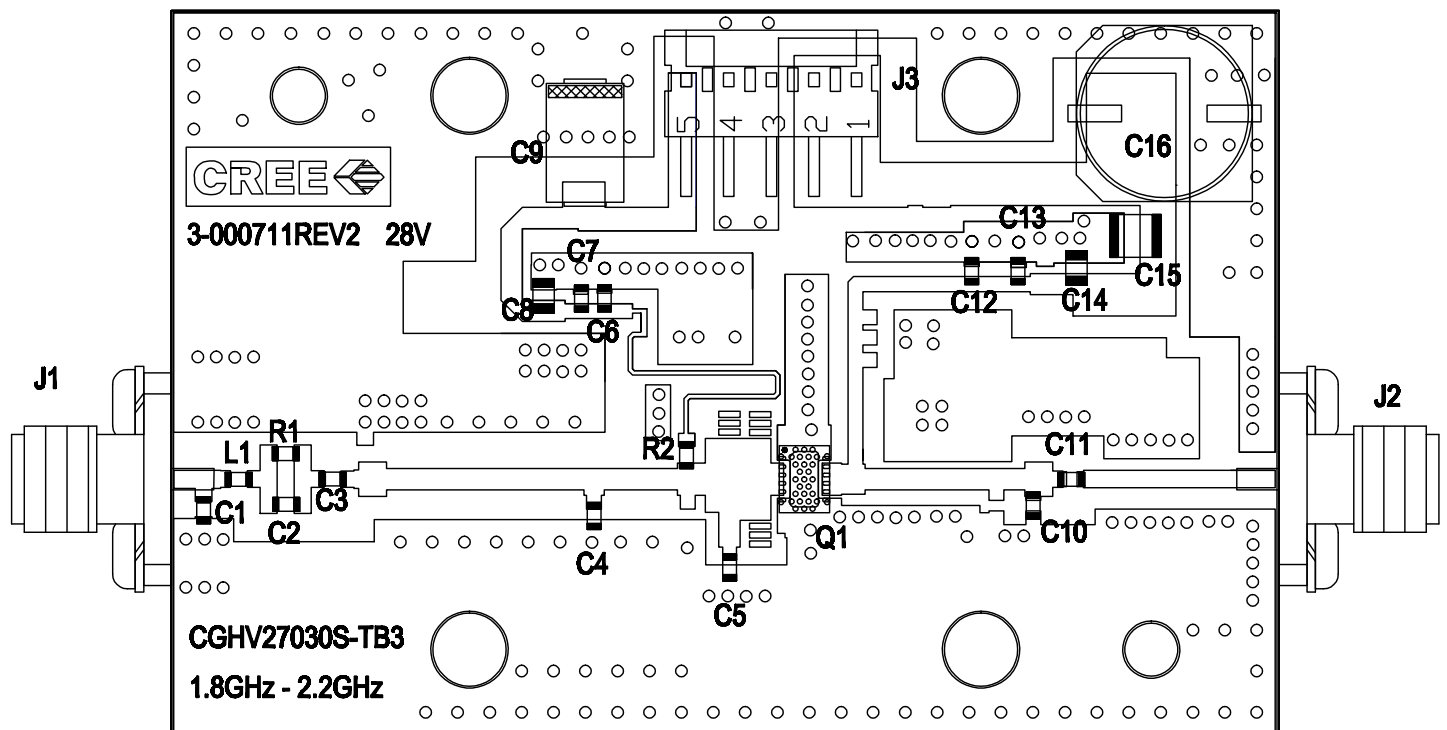 J3
5 4 3 2 1
C9
C16
CREE
3-000711REV2 28V
C7
C13
C8
C6
C12
C14
C15
J1
J2
L1
R1
R2
C11
C1
C2
C3
C4
Q1
C10
C5
CGHV27030S-TB3
1.8GHz - 2.2GHz